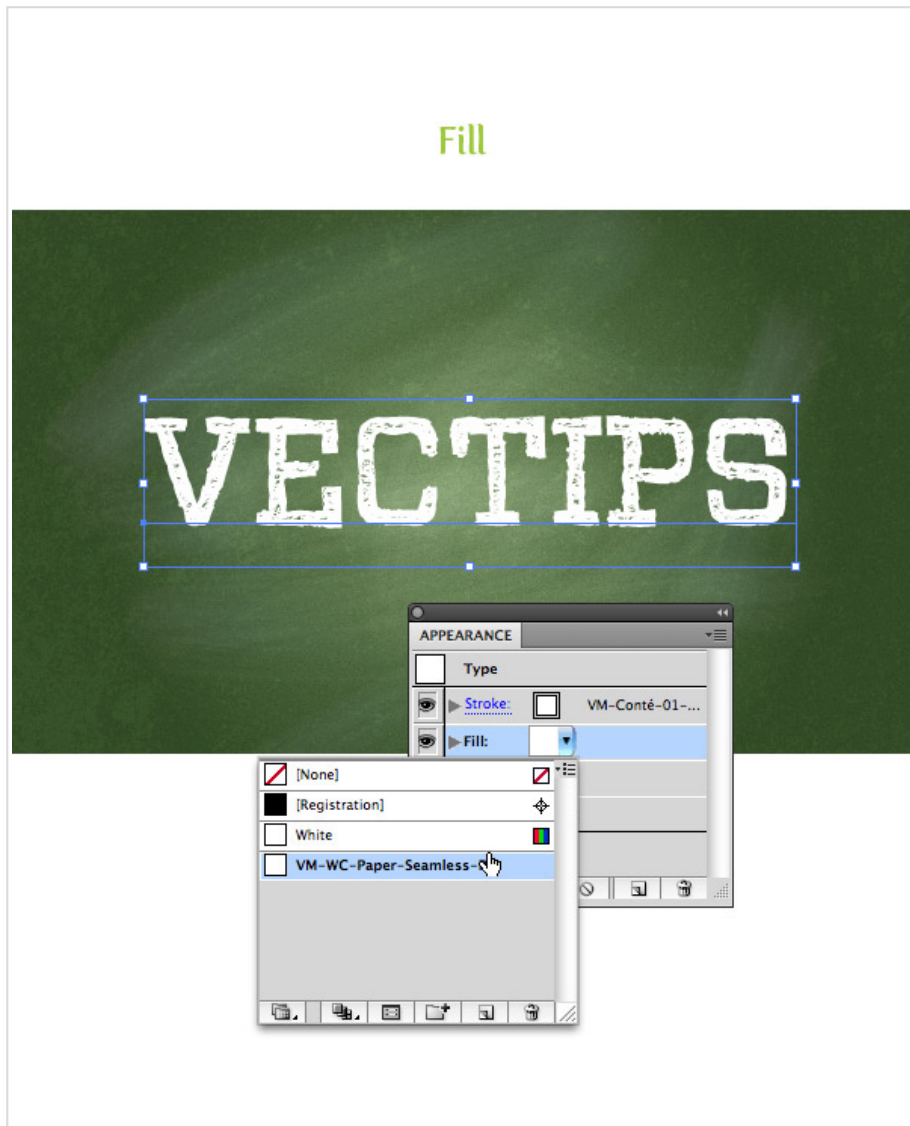 Fill
VECTIPS
APPEARANCE
Type
Stroke: VM-Conté-01-...
Fill:
[None]
[Registration]
White
VM-WC-Paper-Seamless-